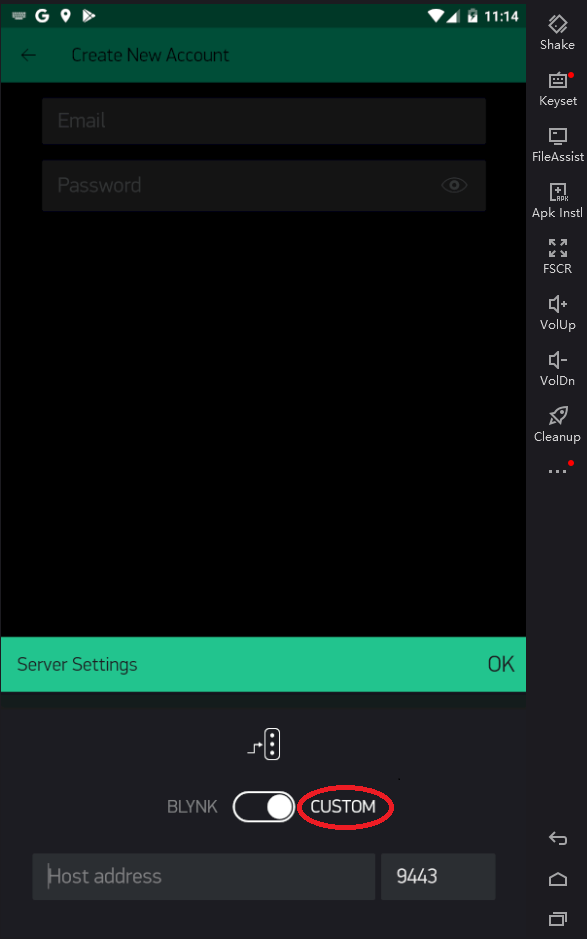 G 11:14
Create New Account
Email
Password
Server Settings OK
BLYNK CUSTOM
Host address 9443
Shake
Keyset
FileAssist
APK
Apk Instl
FSCR
VolUp
VolDn
Cleanup
...